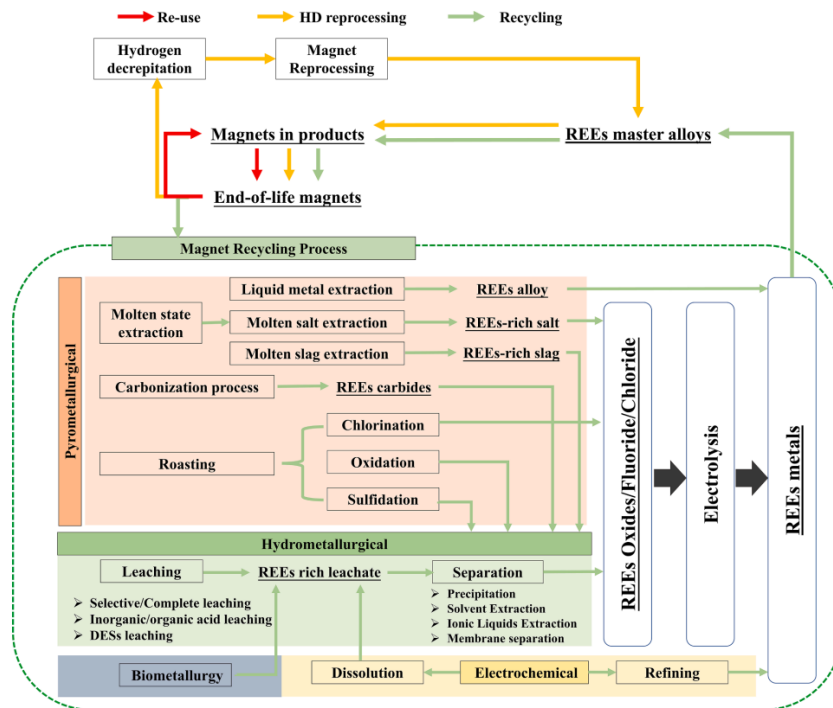 Re-use
HD reprocessing
Recycling
Hydrogen
decrepitation
Magnet
Reprocessing
Magnets in products
REEs master alloys
End-of-life magnets
Magnet Recycling Process
Pyrometallurgical
Liquid metal extraction
REEs alloy
Molten state
extraction
Molten salt extraction
REEs-rich salt
Molten slag extraction
REEs-rich slag
Carbonization process
REEs carbides
Chlorination
Roasting
Oxidation
Sulfidation
REEs Oxides/Fluoride/Chloride
Electrolysis
REEs metals
Hydrometallurgical
Leaching
REEs rich leachate
Separation
➢ Selective/Complete leaching
➢ Inorganic/organic acid leaching
➢ DESs leaching
➢ Precipitation
➢ Solvent Extraction
➢ Ionic Liquids Extraction
➢ Membrane separation
Biometallurgy
Dissolution
Electrochemical
Refining